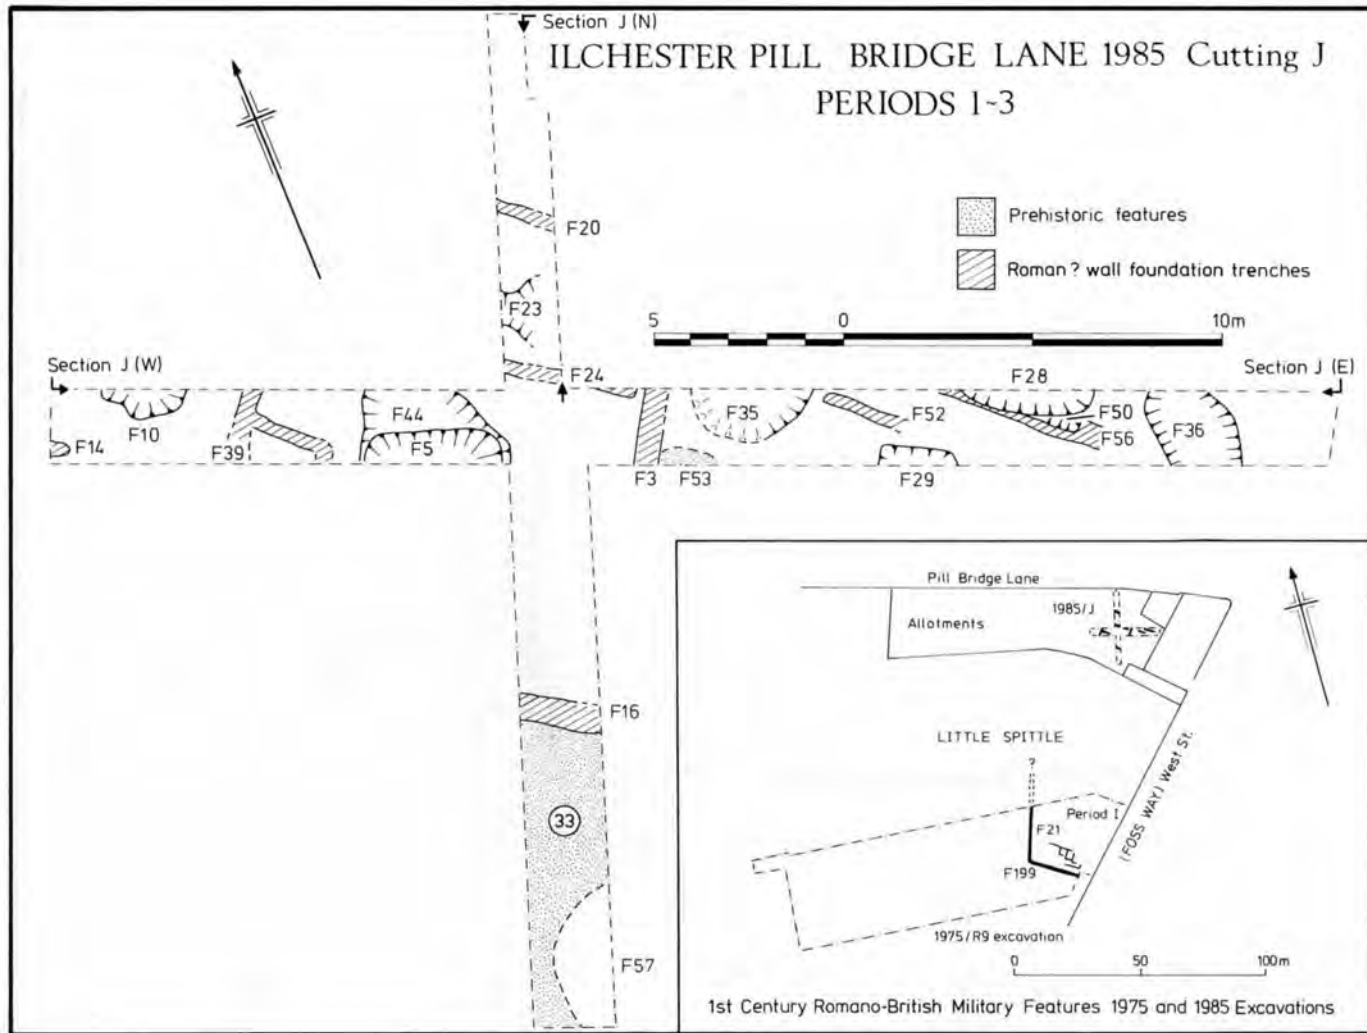 Section J (N)
ILCHESTER PILL BRIDGE LANE 1985 Cutting J
PERIODS 1~3
Prehistoric features
Roman? wall foundation trenches
F20
F23
5 0 10m
Section J (W)
F24
F28
Section J (E)
F44
F35
F52
F50
F10
F56
F36
F14
F39
F5
F3
F53
F29
F16
33
F57
Pill Bridge Lane
1985/J
Allotments
LITTLE SPITTLE
?
Period I
F21
F199
(FOSS WAY) West St.
1975/R9 excavation
0 50 100m
1st Century Romano-British Military Features 1975 and 1985 Excavations